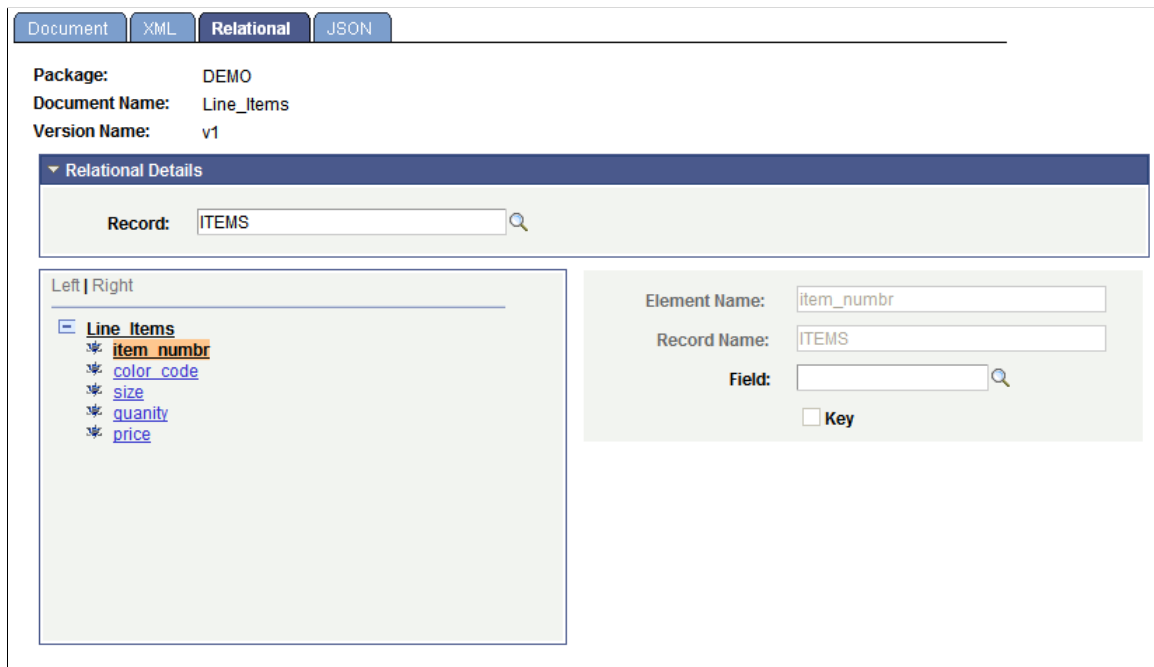 Document XML Relational JSON
Package: DEMO
Document Name: Line_Items
Version Name: v1
Relational Details
Record: ITEMS
Left | Right
Line_Items
item_numbr
color_code
size
quanity
price
Element Name: item_numbr
Record Name: ITEMS
Field:
Key